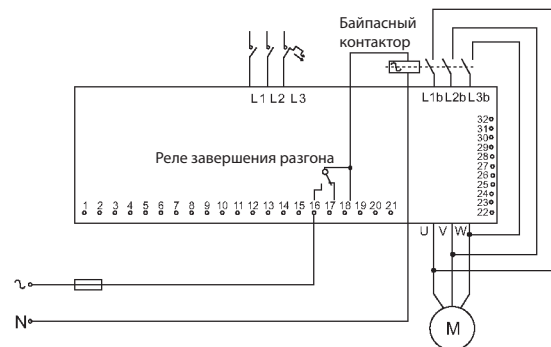 Байпасный
контактор
L1 L2 L3
L1b L2b L3b
32
31
30
29
28
27
26
25
24
23
22
Реле завершения разгона
1 2 3 4 5 6 7 8 9 10 11 12 13 14 15 16 17 18 19 20 21
U V W
N
M